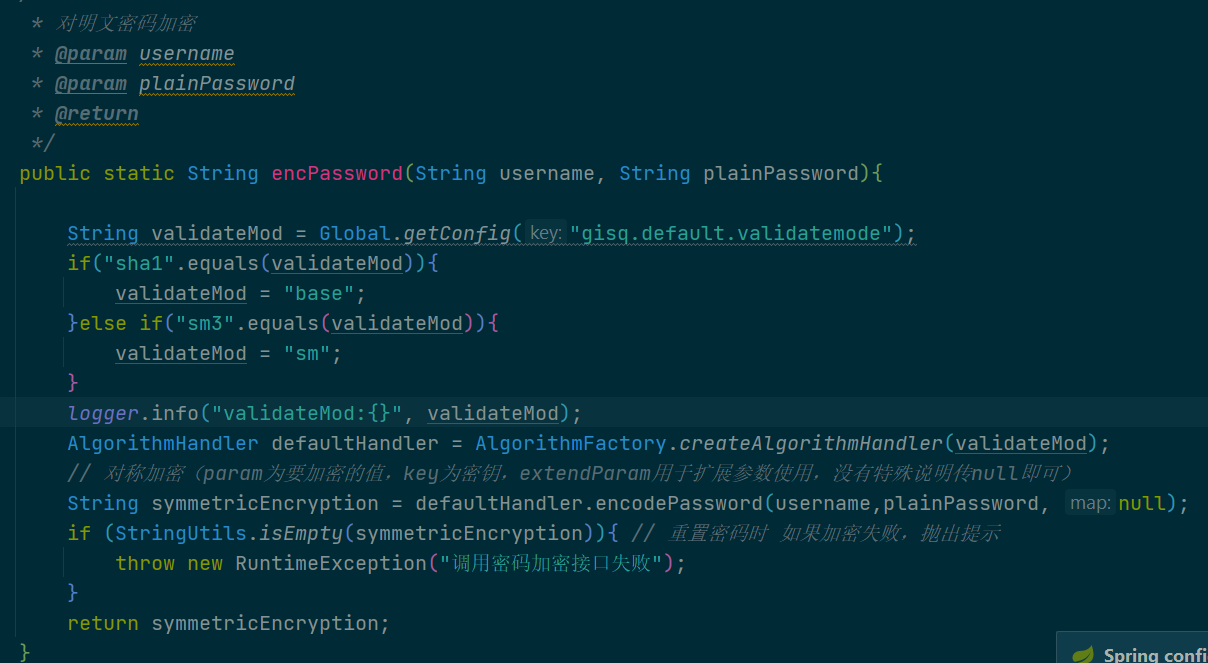 * 对明文密码加密
* @param username
* @param plainPassword
* @return
*/
public static String encPassword(String username, String plainPassword){
String validateMod = Global.getConfig( key: "gisq.default.validatemode");
if("sha1".equals(validateMod)){
validateMod = "base";
}else if("sm3".equals(validateMod)){
validateMod = "sm";
}
logger.info("validateMod:{}", validateMod);
AlgorithmHandler defaultHandler = AlgorithmFactory.createAlgorithmHandler(validateMod);
// 对称加密（param为要加密的值，key为密钥，extendParam用于扩展参数使用，没有特殊说明传null即可）
String symmetricEncryption = defaultHandler.encodePassword(username,plainPassword, map: null);
if (StringUtils.isEmpty(symmetricEncryption)){ // 重置密码时 如果加密失败，抛出提示
throw new RuntimeException("调用密码加密接口失败");
}
return symmetricEncryption;
}
Spring confi